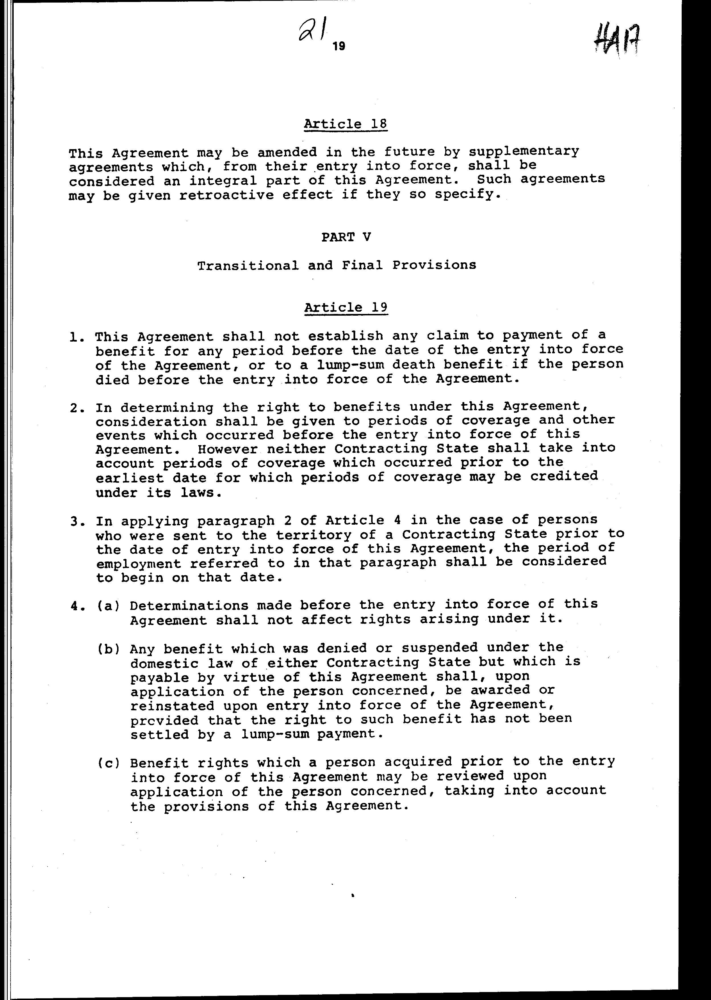 21
19
HA17
Article 18
This Agreement may be amended in the future by supplementary
agreements which, from their entry into force, shall be
considered an integral part of this Agreement. Such agreements
may be given retroactive effect if they so specify.
PART V
Transitional and Final Provisions
Article 19
1. This Agreement shall not establish any claim to payment of a
benefit for any period before the date of the entry into force
of the Agreement, or to a lump-sum death benefit if the person
died before the entry into force of the Agreement.
2. In determining the right to benefits under this Agreement,
consideration shall be given to periods of coverage and other
events which occurred before the entry into force of this
Agreement. However neither Contracting State shall take into
account periods of coverage which occurred prior to the
earliest date for which periods of coverage may be credited
under its laws.
3. In applying paragraph 2 of Article 4 in the case of persons
who were sent to the territory of a Contracting State prior to
the date of entry into force of this Agreement, the period of
employment referred to in that paragraph shall be considered
to begin on that date.
4. (a) Determinations made before the entry into force of this
Agreement shall not affect rights arising under it.
(b) Any benefit which was denied or suspended under the
domestic law of either Contracting State but which is
payable by virtue of this Agreement shall, upon
application of the person concerned, be awarded or
reinstated upon entry into force of the Agreement,
prcvided that the right to such benefit has not been
settled by a lump-sum payment.
(c) Benefit rights which a person acquired prior to the entry
into force of this Agreement may be reviewed upon
application of the person concerned, taking into account
the provisions of this Agreement.